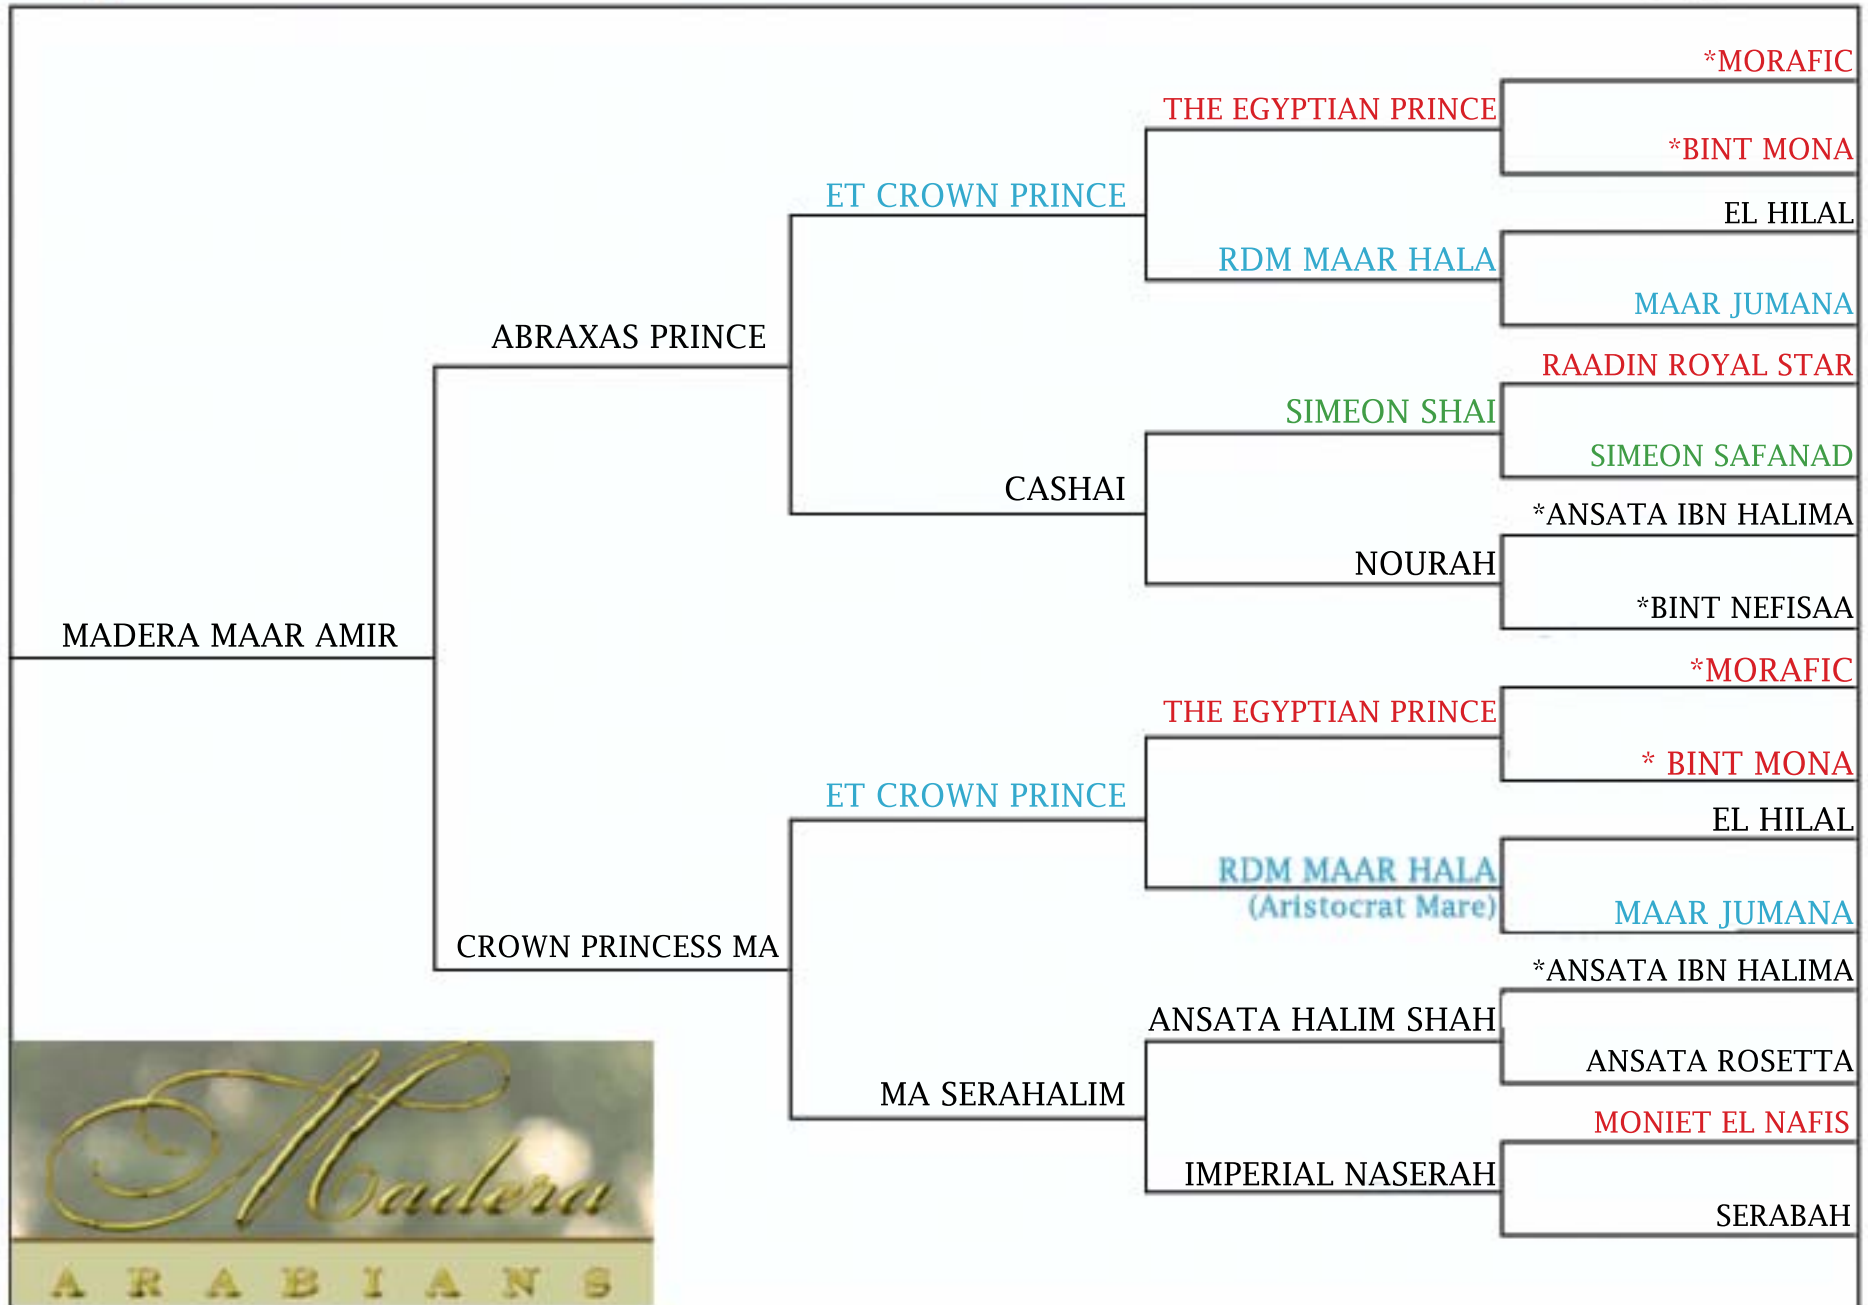 *MORAFIC
THE EGYPTIAN PRINCE
*BINT MONA
ET CROWN PRINCE
EL HILAL
RDM MAAR HALA
MAAR JUMANA
ABRAXAS PRINCE
RAADIN ROYAL STAR
SIMEON SHAI
SIMEON SAFANAD
CASHAI
*ANSATA IBN HALIMA
NOURAH
*BINT NEFISAA
MADERA MAAR AMIR
*MORAFIC
THE EGYPTIAN PRINCE
* BINT MONA
ET CROWN PRINCE
EL HILAL
RDM MAAR HALA
(Aristocrat Mare)
MAAR JUMANA
CROWN PRINCESS MA
*ANSATA IBN HALIMA
ANSATA HALIM SHAH
ANSATA ROSETTA
MA SERAHALIM
MONIET EL NAFIS
IMPERIAL NASERAH
SERABAH
Madera
ARABIANS